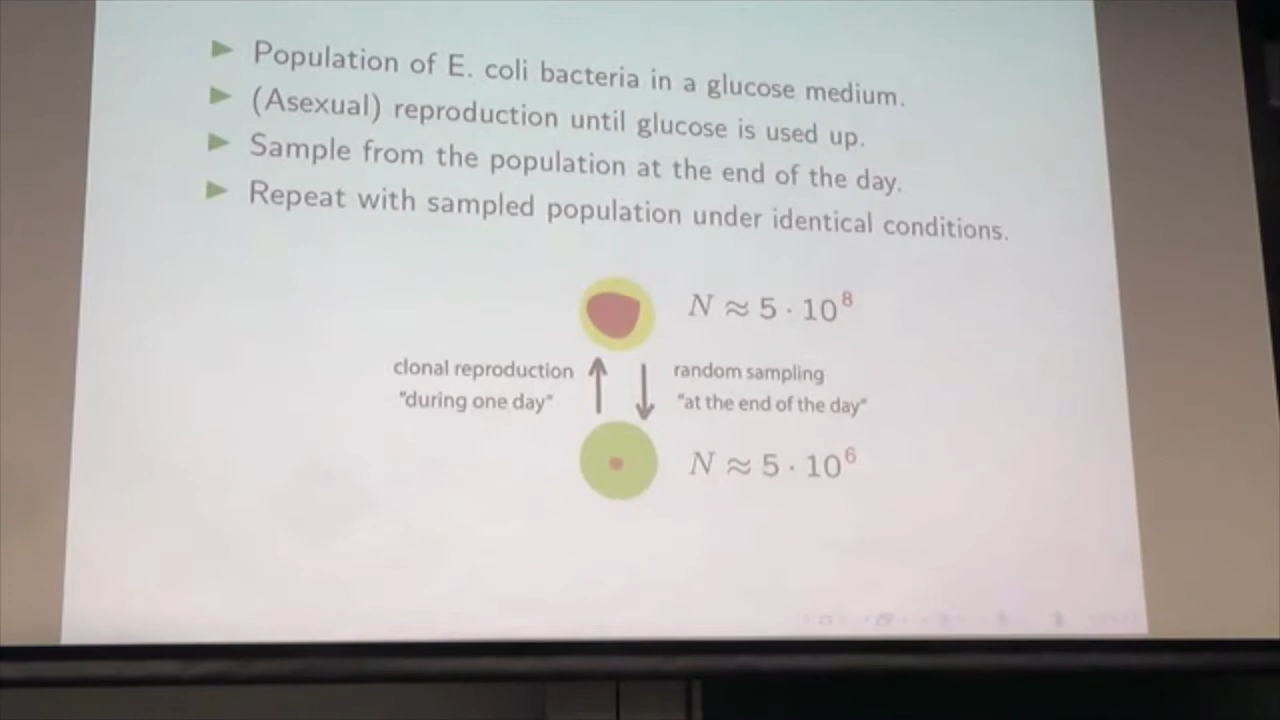 Population of E. coli bacteria in a glucose medium.
(Asexual) reproduction until glucose is used up.
Sample from the population at the end of the day.
Repeat with sampled population under identical conditions.
N ≈ 5 · 10⁸
clonal reproduction
"during one day"
random sampling
"at the end of the day"
N ≈ 5 · 10⁶